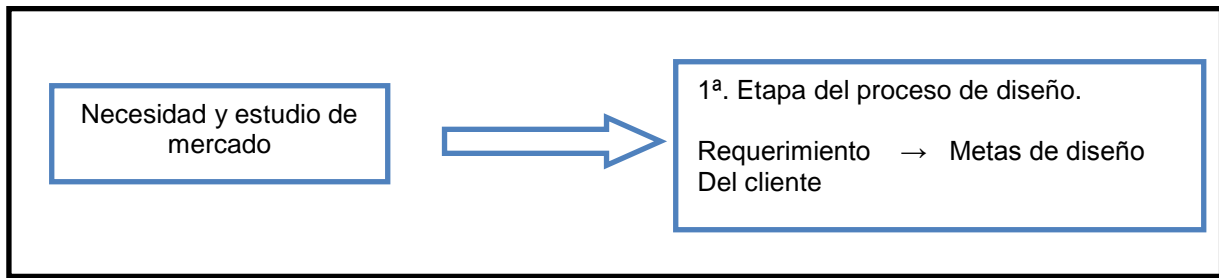 Necesidad y estudio de
mercado
1ª. Etapa del proceso de diseño.
Requerimiento → Metas de diseño
Del cliente